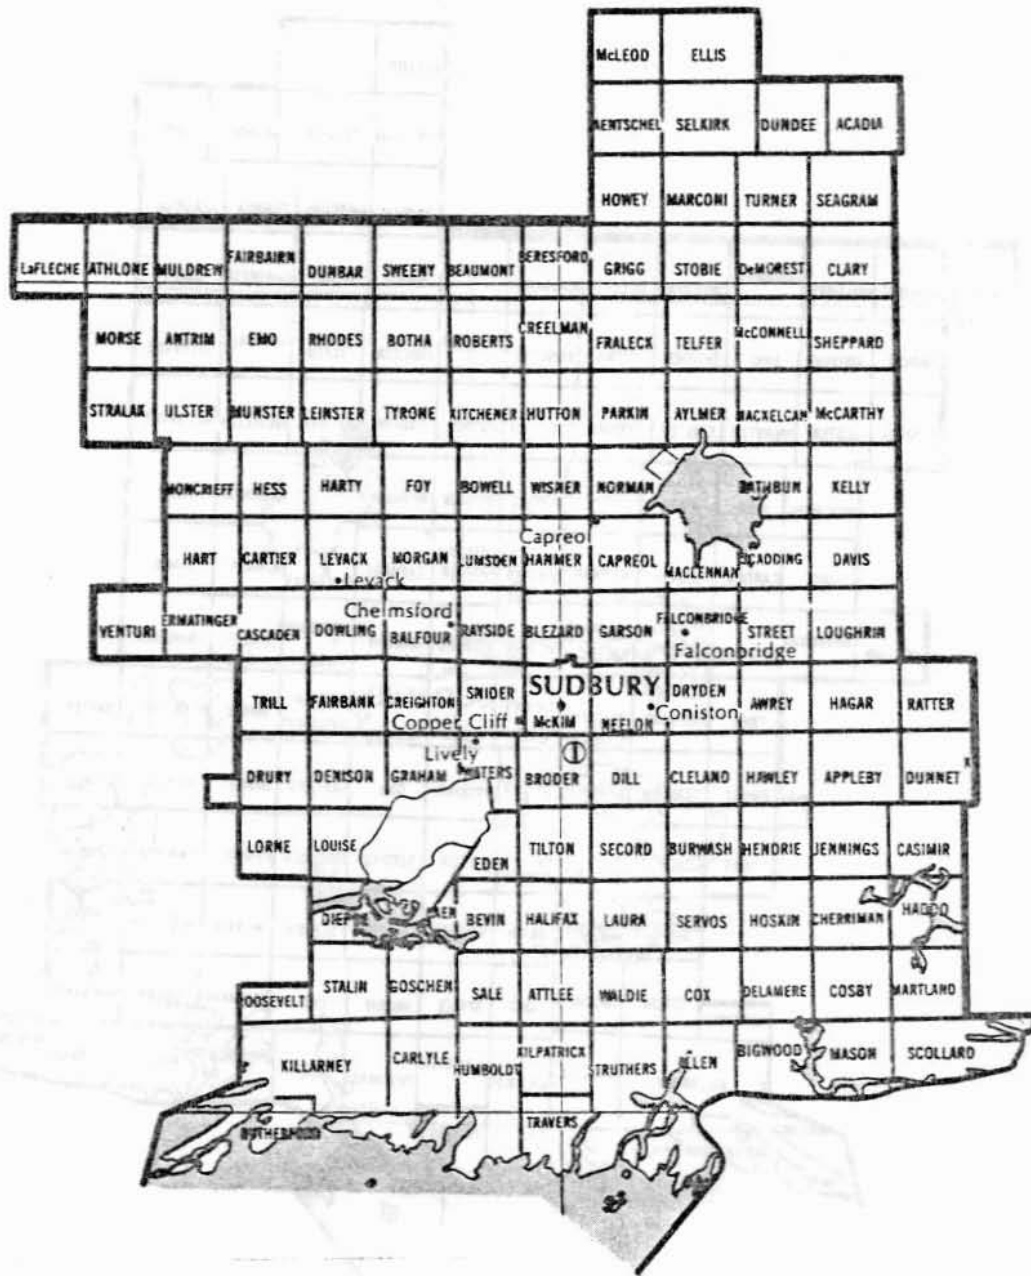 McLEOD ELLIS
SELKIRK DUNDEE ACADIA
HOWEY MARCONI TURNER SEAGRAM
LaFLECHE ATHLONE MULDREW FAIRBAIRN DUNBAR SWEENY BEAUMONT BERESFORD GRIGG STOBIE DeMOREST CLARY
MORSE ANTRIM EMO RHODES BOTHA ROBERTS CREELMAN FRALECK TELFER McCONNELL SHEPPARD
STRALAK ULSTER MUNSTER LEINSTER TYRONE KITCHENER HUTTON PARKIN AYLMER MACKELCAN McCARTHY
MONCRIEFF HESS HARTY FOY BOWELL WISNER NORMAN RATHBUN KELLY
Capreol
HART CARTIER LEVACK MORGAN LUMSDEN HANMER CAPREOL MACLENNAN SCADDING DAVIS
Levack
Chelmsford
VENTURI ERMATINGER CASCADEN DOWLING BALFOUR RAYSIDE BLEZARD GARSON FALCONBRIDGE STREET LOUGHRIN
Falconbridge
SUDBURY
TRILL FAIRBANK CREIGHTON SNIDER McKIM NEELON DRYDEN AWREY HAGAR RATTER
Copper Cliff Coniston
Lively 1
DRURY DENISON GRAHAM WATERS BRODER DILL CLELAND HAWLEY APPLEBY DUNNET x
LORNE LOUISE EDEN TILTON SECORD BURWASH HENDRIE JENNINGS CASIMIR
DIEPPE BEVIN HALIFAX LAURA SERVOS HOSKIN CHERRIMAN HADDO
ROOSEVELT STALIN GOSCHEN SALE ATTLEE WALDIE COX DELAMERE COSBY MARTLAND
KILLARNEY CARLYLE HUMBOLDT KILPATRICK STRUTHERS ALLEN BIGWOOD MASON SCOLLARD
RUTHERFORD TRAVERS